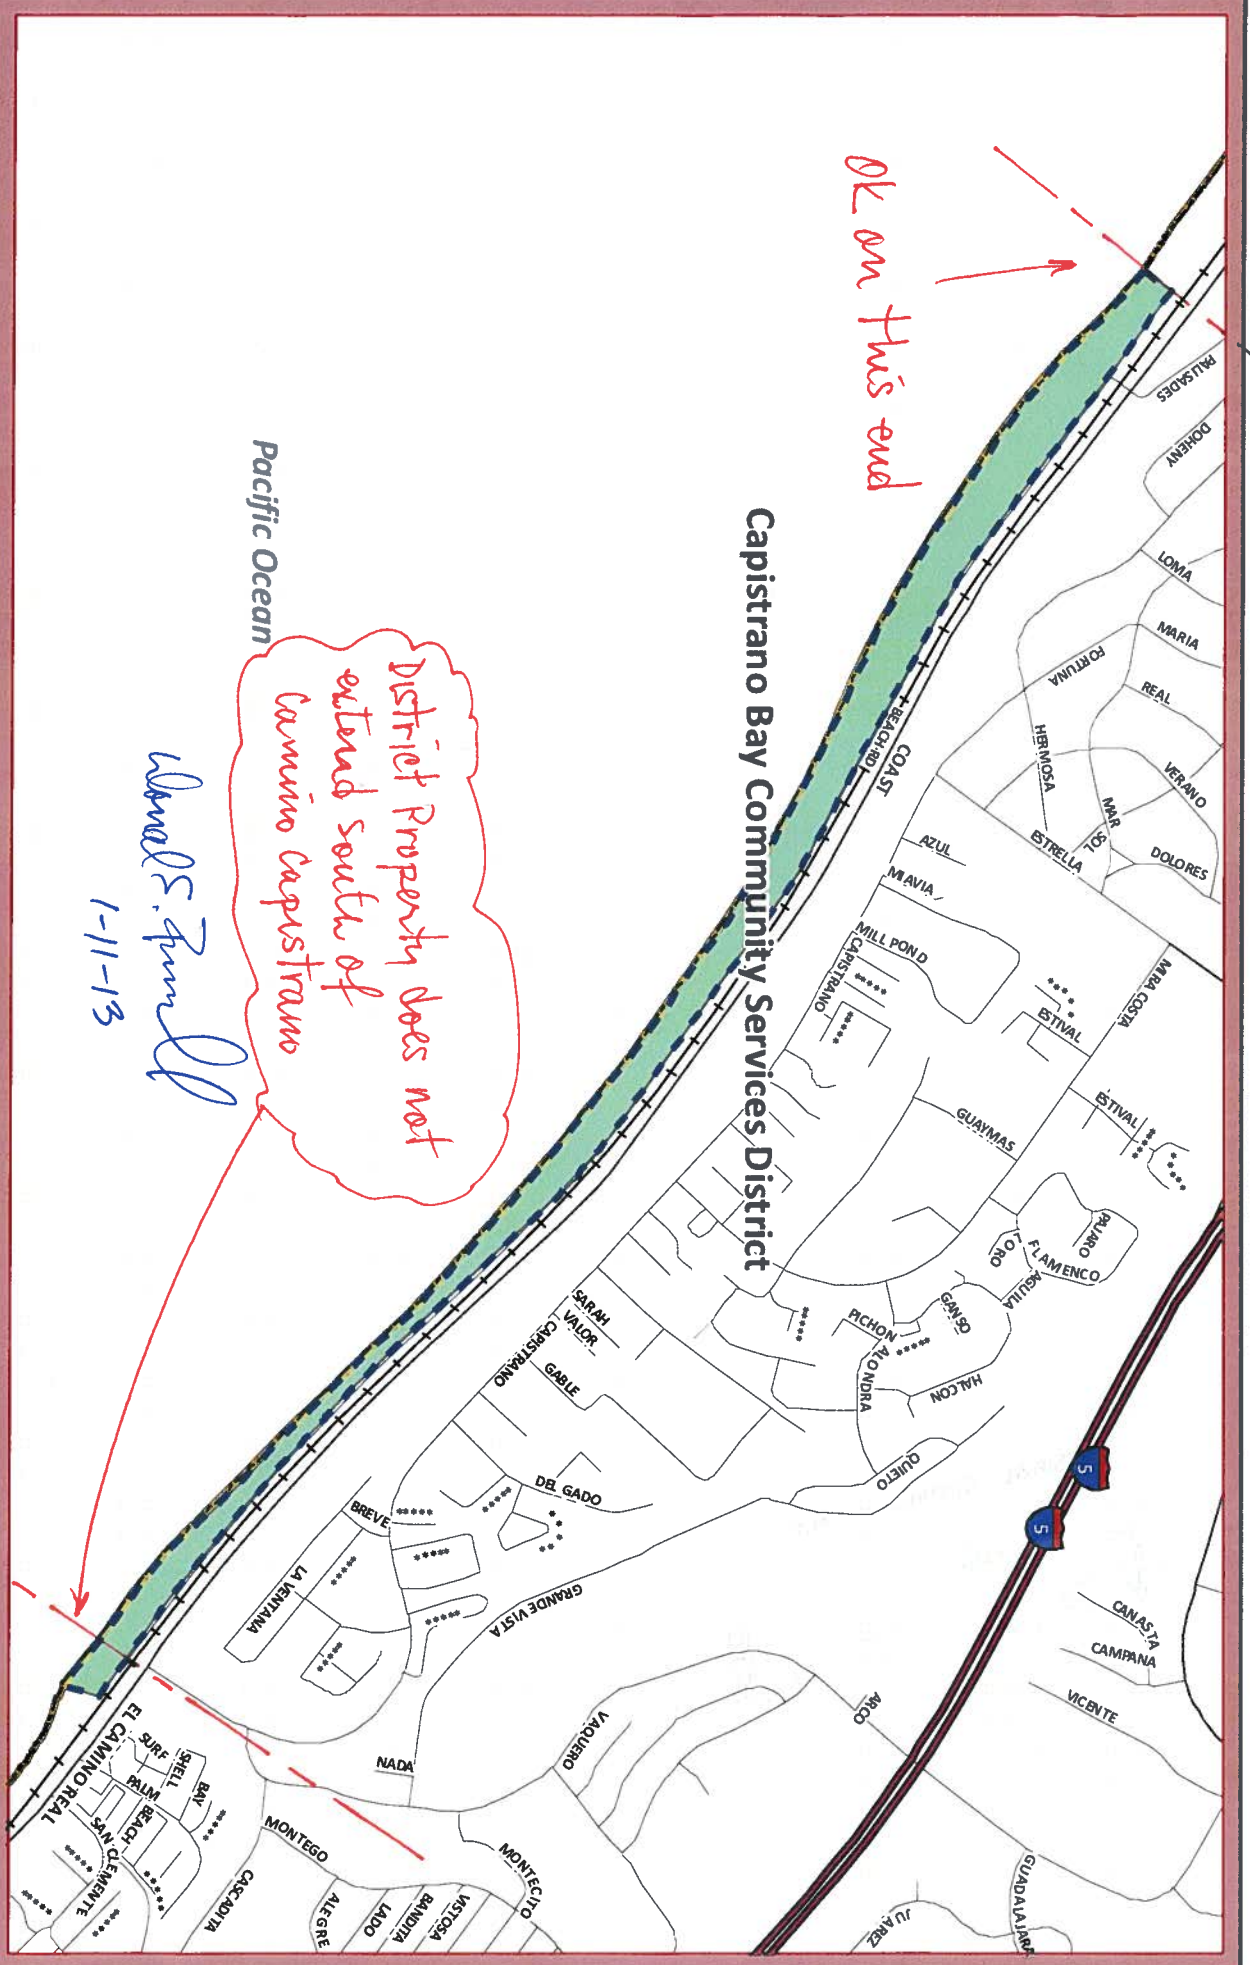 OK on this end
PALISADES
DOHENY
LOMA
MARIA
FORTUNA
REAL
HERMOSA
VERANO
MAR
SOL
DOLORES
ESTRELLA
COAST
BEACH RD
AZUL
MIAVIA
MILL POND
CAPISTRANO
*****
*****
****
ESTIVAL
MIRA COSTA
ESTIVAL
*****
*****
GUAYMAS
PAJARO
FLAMENCO
LORO
AGUILA
GANSO
PICHON
*****
*****
ALONDRA
HALCON
QUIETO
Capistrano Bay Community Services District
Pacific Ocean
District Property does not
extend south of
Camino Capistrano
1-11-13
SARAH
VALOR
CAPISTRANO
GABLE
DEL GADO
BREVE
*****
*****
*****
*****
*****
*****
*****
LA VENTANA
GRANDE VISTA
5
5
CANASTA
CAMPANA
VICENTE
ARCO
VAQUERO
NADA
EL CAMINO REAL
SURF
SHELL
BAY
PALM
BEACH
SAN CLEMENTE
*****
*****
*****
*****
*****
MONTEGO
CASCADITA
ALEGRE
LADO
BANDITA
VISTOSA
MONTECITO
JUAREZ
GUADALAJARA